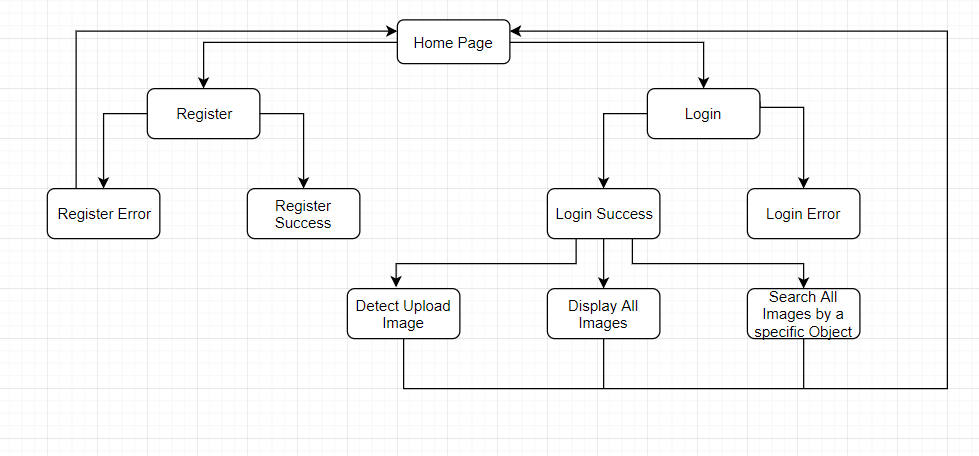 Home Page
Register
Login
Register Error
Register
Success
Login Success
Login Error
Detect Upload
Image
Display All
Images
Search All
Images by a
specific Object